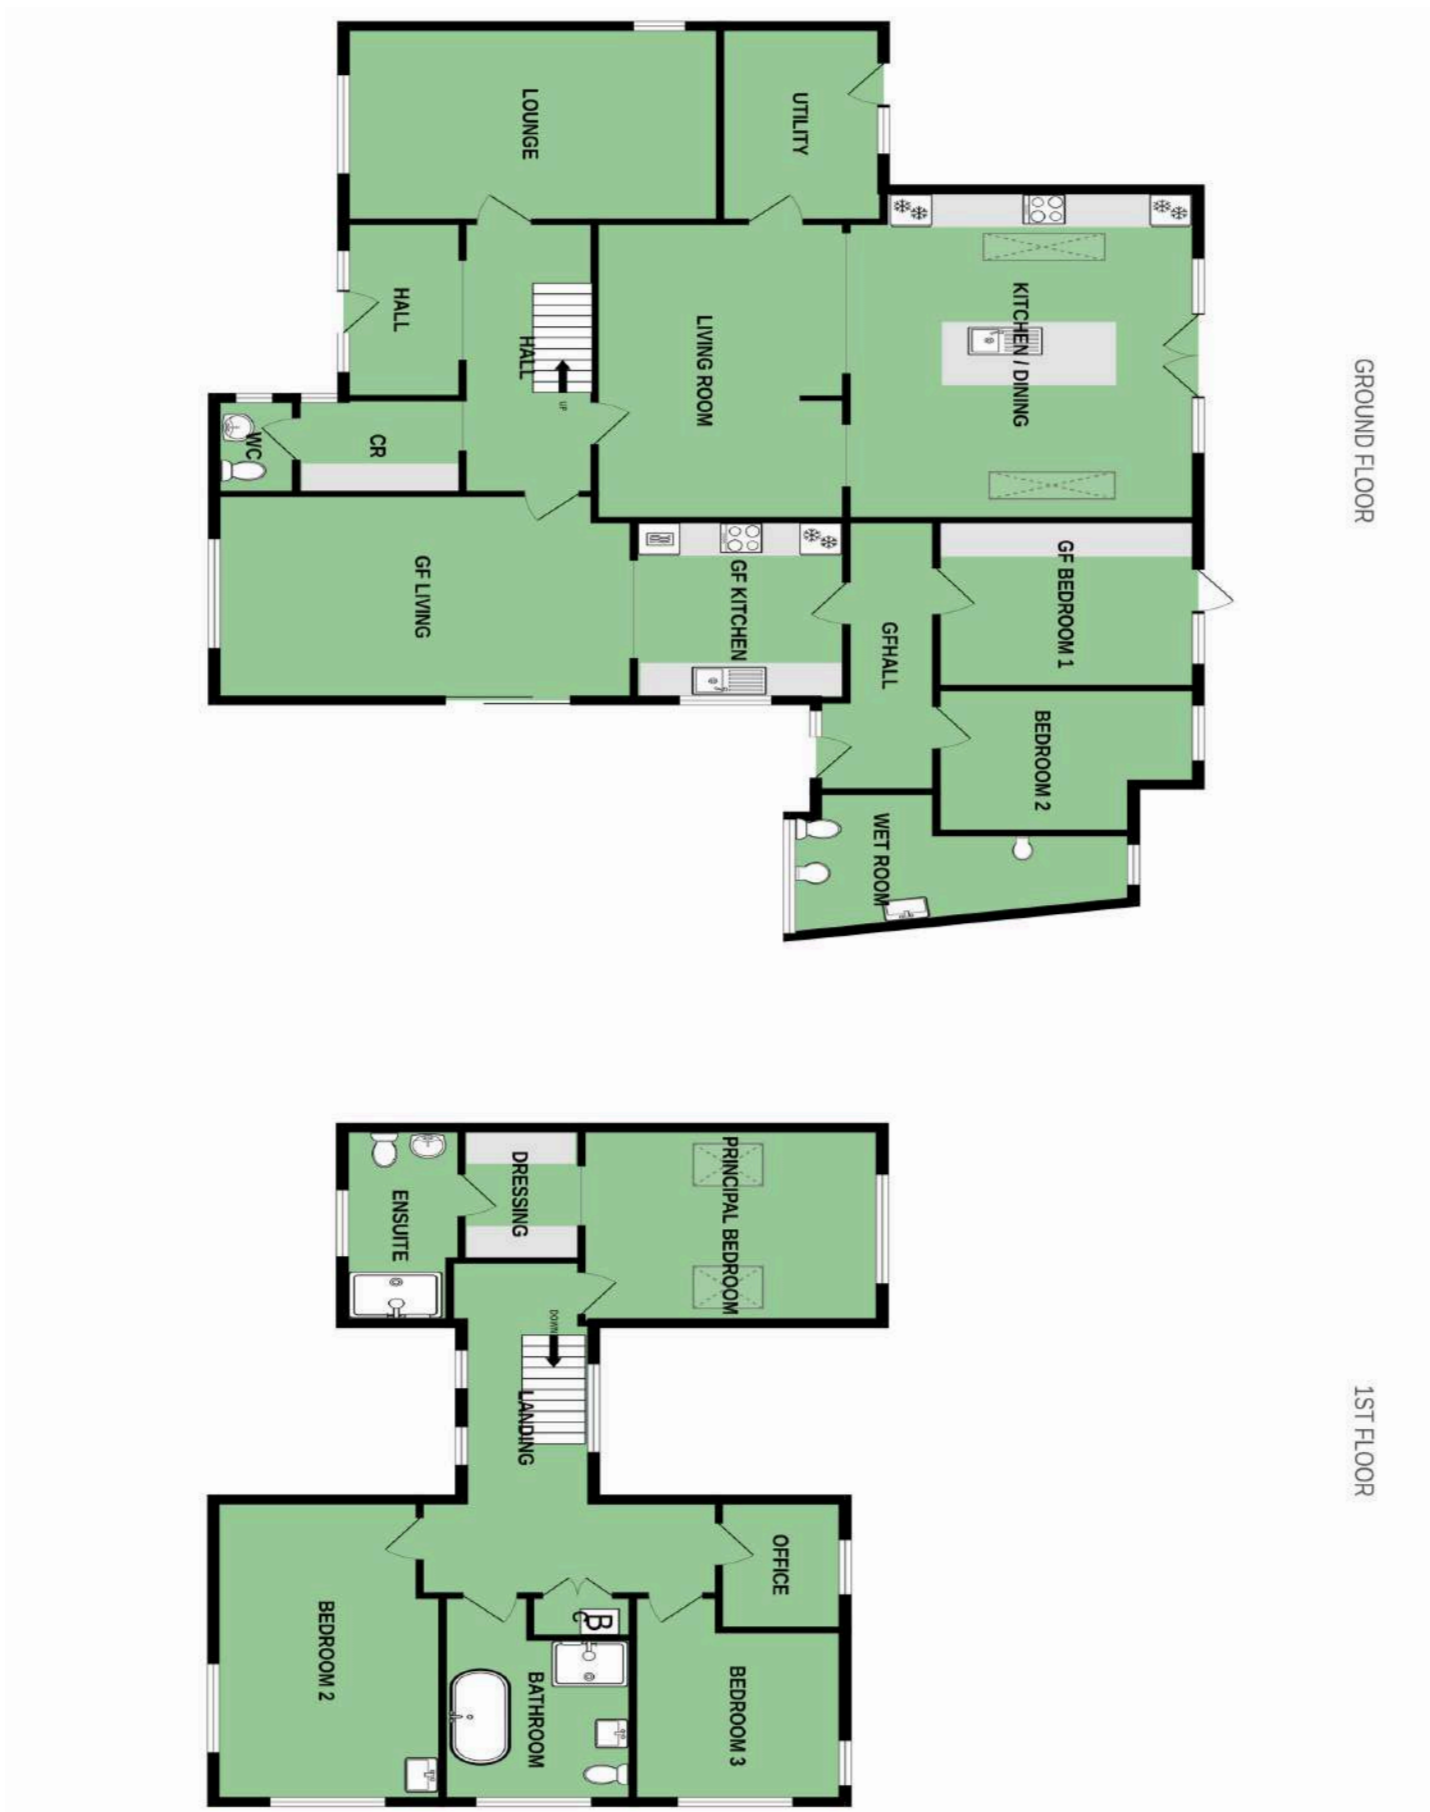 GROUND FLOOR
KITCHEN / DINING
GF BEDROOM 1
BEDROOM 2
GFHALL
WET ROOM
UTILITY
LIVING ROOM
GF KITCHEN
LOUNGE
HALL
UP
HALL
CR
WC
GF LIVING
1ST FLOOR
PRINCIPAL BEDROOM
OFFICE
BEDROOM 3
DRESSING
DOWN
LANDING
B
C
BATHROOM
ENSUITE
BEDROOM 2